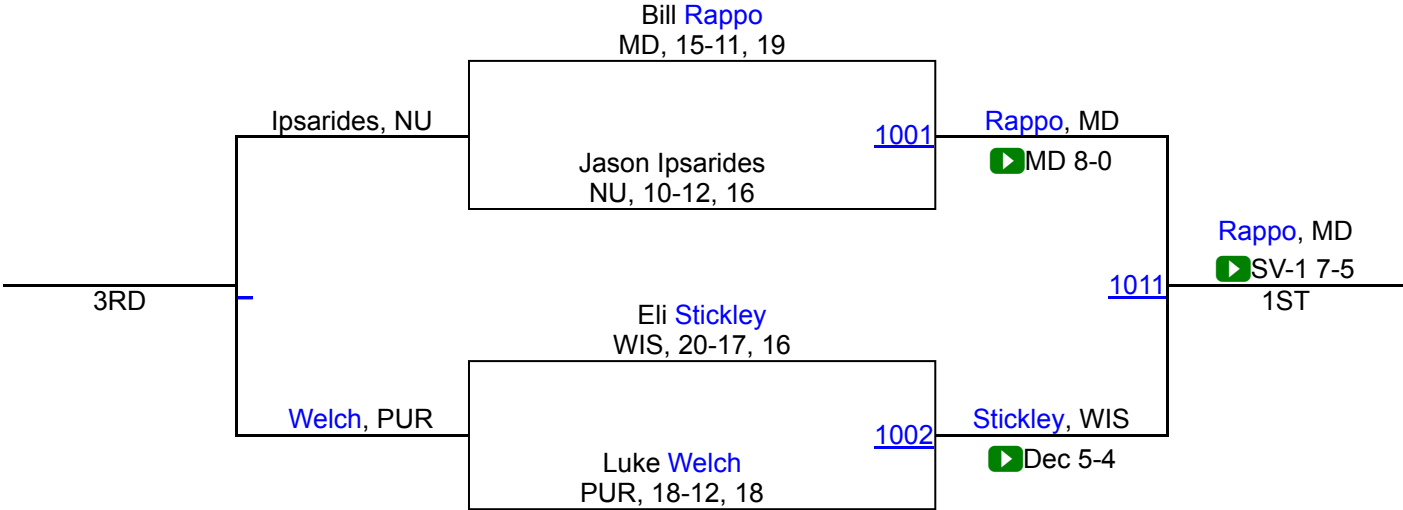 Bill Rappo
MD, 15-11, 19
Ipsarides, NU
1001
Rappo, MD
MD 8-0
Jason Ipsarides
NU, 10-12, 16
Rappo, MD
SV-1 7-5
1011
3RD
1ST
Eli Stickley
WIS, 20-17, 16
Welch, PUR
1002
Stickley, WIS
Dec 5-4
Luke Welch
PUR, 18-12, 18